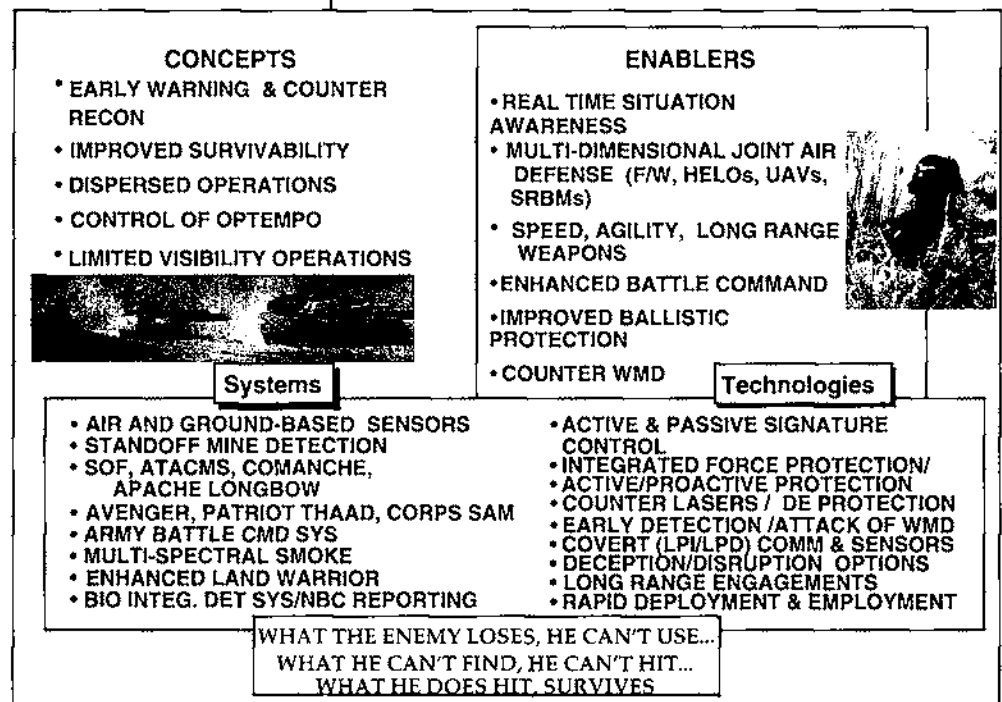 CONCEPTS
• EARLY WARNING & COUNTER
RECON
• IMPROVED SURVIVABILITY
• DISPERSED OPERATIONS
• CONTROL OF OPTEMPO
• LIMITED VISIBILITY OPERATIONS
ENABLERS
• REAL TIME SITUATION
AWARENESS
• MULTI-DIMENSIONAL JOINT AIR
DEFENSE (F/W, HELOs, UAVs,
SRBMs)
• SPEED, AGILITY, LONG RANGE
WEAPONS
• ENHANCED BATTLE COMMAND
• IMPROVED BALLISTIC
PROTECTION
• COUNTER WMD
Systems
• AIR AND GROUND-BASED SENSORS
• STANDOFF MINE DETECTION
• SOF, ATACMS, COMANCHE,
APACHE LONGBOW
• AVENGER, PATRIOT THAAD, CORPS SAM
• ARMY BATTLE CMD SYS
• MULTI-SPECTRAL SMOKE
• ENHANCED LAND WARRIOR
• BIO INTEG. DET SYS/NBC REPORTING
Technologies
• ACTIVE & PASSIVE SIGNATURE
CONTROL
• INTEGRATED FORCE PROTECTION/
• ACTIVE/PROACTIVE PROTECTION
• COUNTER LASERS / DE PROTECTION
• EARLY DETECTION /ATTACK OF WMD
• COVERT (LPI/LPD) COMM & SENSORS
• DECEPTION/DISRUPTION OPTIONS
• LONG RANGE ENGAGEMENTS
• RAPID DEPLOYMENT & EMPLOYMENT
WHAT THE ENEMY LOSES, HE CAN'T USE...
WHAT HE CAN'T FIND, HE CAN'T HIT...
WHAT HE DOES HIT, SURVIVES